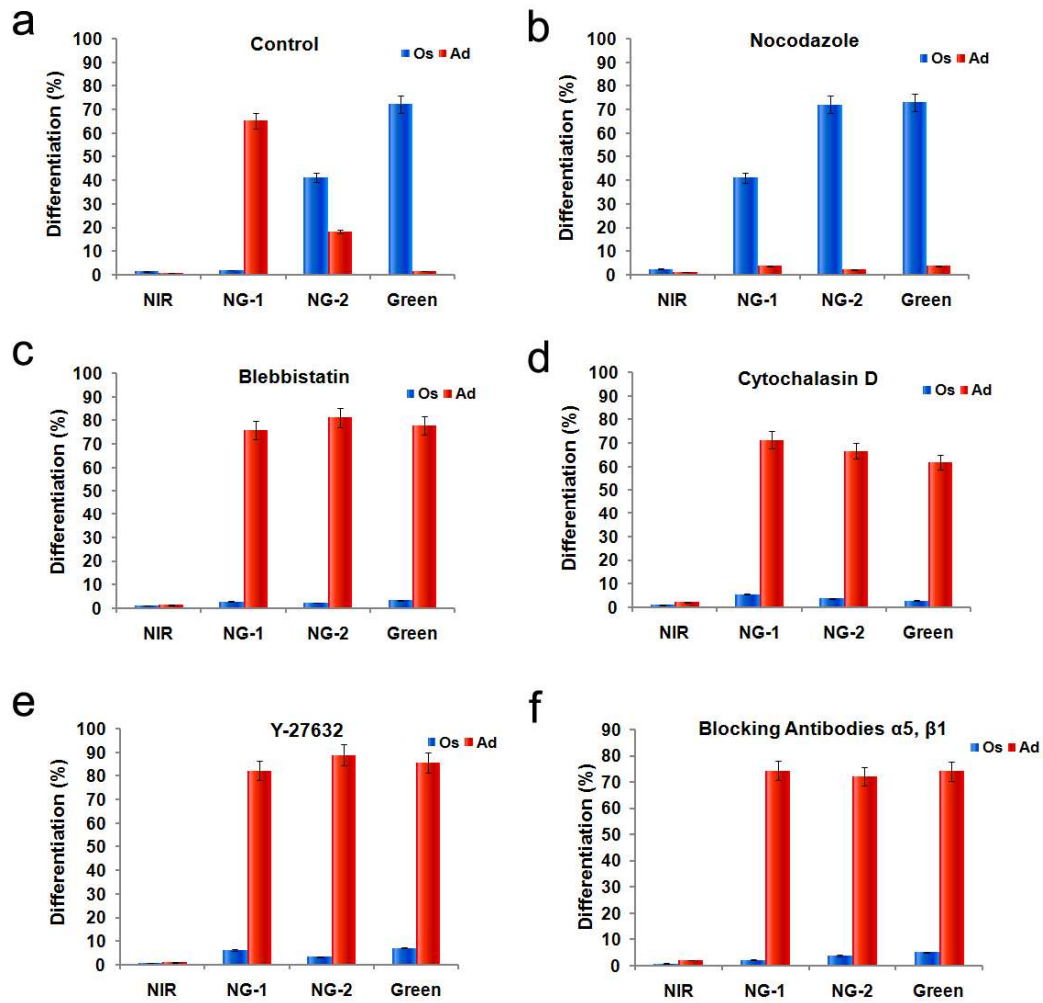 a
Control
Os Ad
Differentiation (%)
100
90
80
70
60
50
40
30
20
10
0
NIR NG-1 NG-2 Green
b
Nocodazole
Os Ad
Differentiation (%)
100
90
80
70
60
50
40
30
20
10
0
NIR NG-1 NG-2 Green
c
Blebbistatin
Os Ad
Differentiation (%)
100
90
80
70
60
50
40
30
20
10
0
NIR NG-1 NG-2 Green
d
Cytochalasin D
Os Ad
Differentiation (%)
100
90
80
70
60
50
40
30
20
10
0
NIR NG-1 NG-2 Green
e
Y-27632
Os Ad
Differentiation (%)
100
90
80
70
60
50
40
30
20
10
0
NIR NG-1 NG-2 Green
f
Blocking Antibodies α5, β1
Os Ad
Differentiation (%)
90
80
70
60
50
40
30
20
10
0
NIR NG-1 NG-2 Green